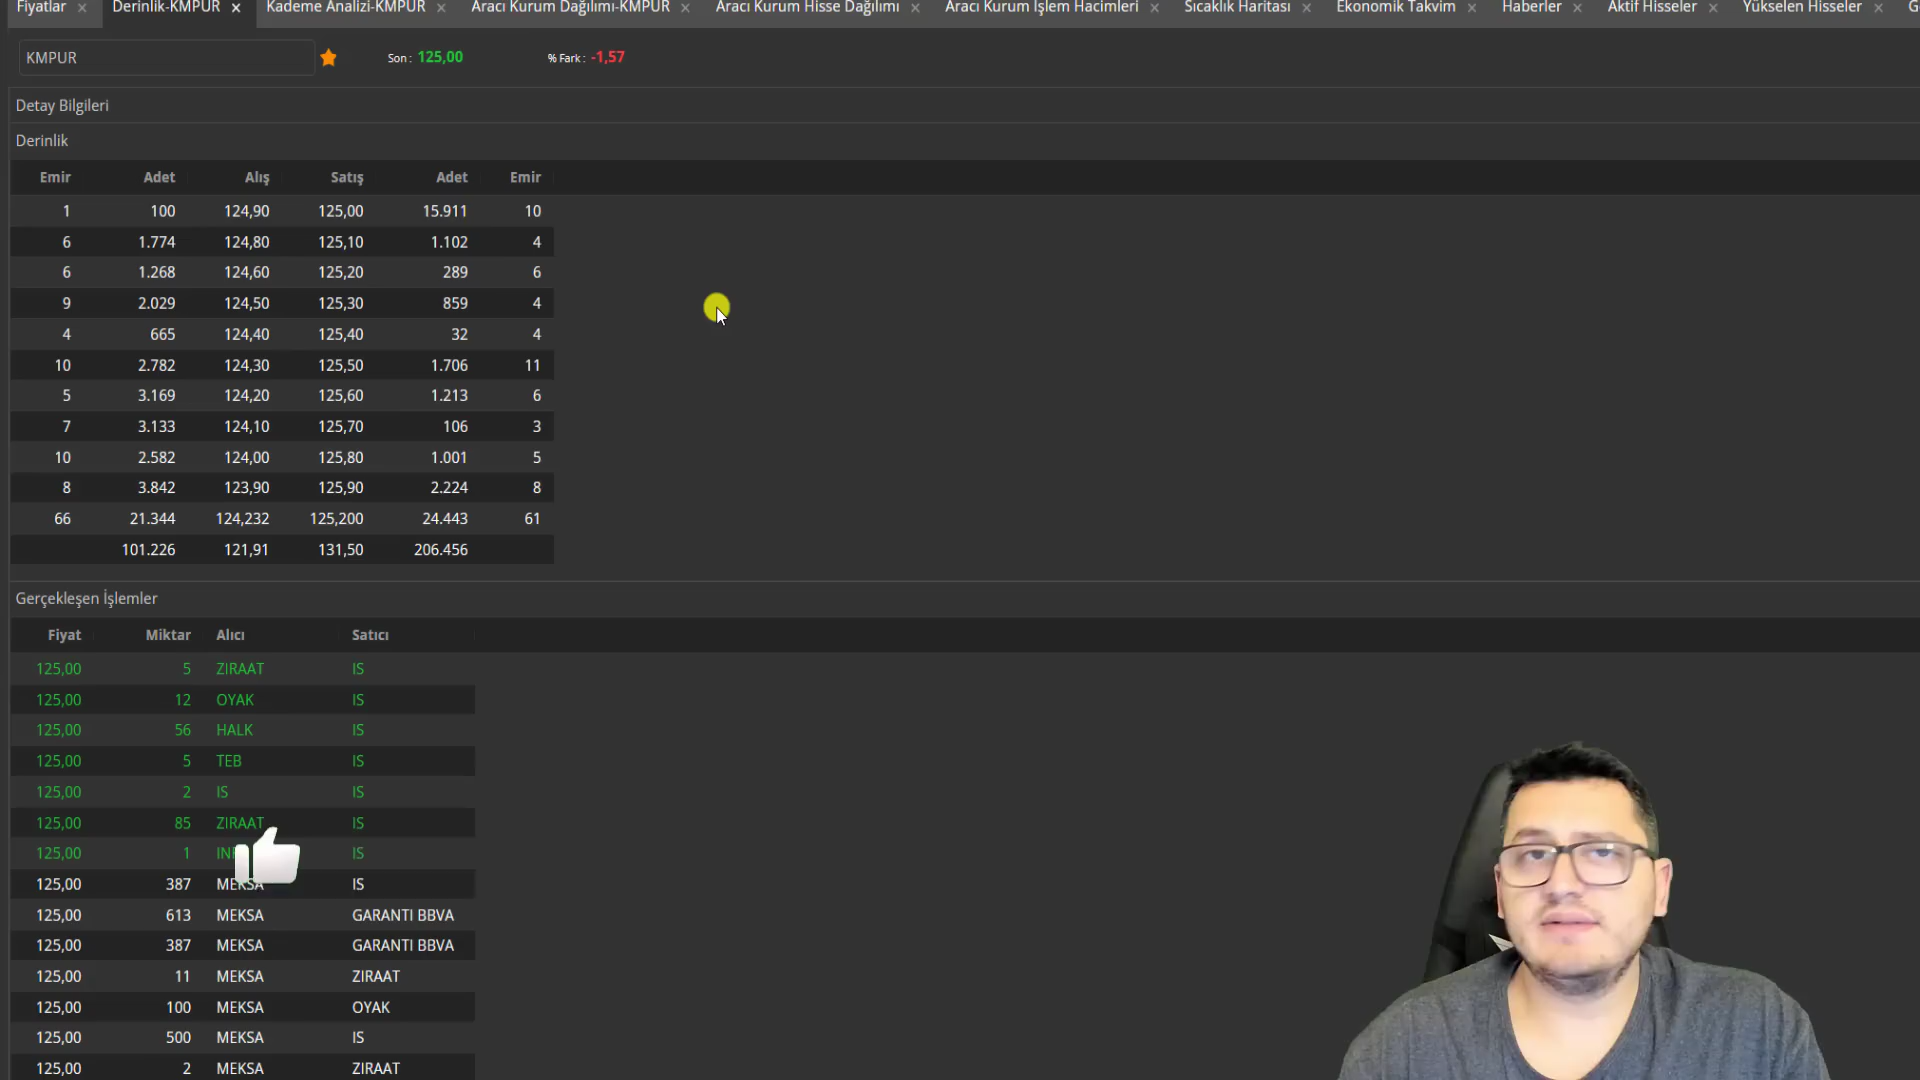 Fiyatlar × Derinlik-KMPUR × Kademe Analizi-KMPUR × Aracı Kurum Dağılımı-KMPUR × Aracı Kurum Hisse Dağılımı × Aracı Kurum İşlem Hacimleri × Sıcaklık Haritası × Ekonomik Takvim × Haberler × Aktif Hisseler × Yükselen Hisseler ×
KMPUR Son : 125,00 % Fark : -1,57
Detay Bilgileri
Derinlik
Emir Adet Alış Satış Adet Emir
1 100 124,90 125,00 15.911 10
6 1.774 124,80 125,10 1.102 4
6 1.268 124,60 125,20 289 6
9 2.029 124,50 125,30 859 4
4 665 124,40 125,40 32 4
10 2.782 124,30 125,50 1.706 11
5 3.169 124,20 125,60 1.213 6
7 3.133 124,10 125,70 106 3
10 2.582 124,00 125,80 1.001 5
8 3.842 123,90 125,90 2.224 8
66 21.344 124,232 125,200 24.443 61
101.226 121,91 131,50 206.456
Gerçekleşen İşlemler
Fiyat Miktar Alıcı Satıcı
125,00 5 ZIRAAT IS
125,00 12 OYAK IS
125,00 56 HALK IS
125,00 5 TEB IS
125,00 2 IS IS
125,00 85 ZIRAAT IS
125,00 1 IS
125,00 387 MEKSA IS
125,00 613 MEKSA GARANTI BBVA
125,00 387 MEKSA GARANTI BBVA
125,00 11 MEKSA ZIRAAT
125,00 100 MEKSA OYAK
125,00 500 MEKSA IS
125,00 2 MEKSA ZIRAAT